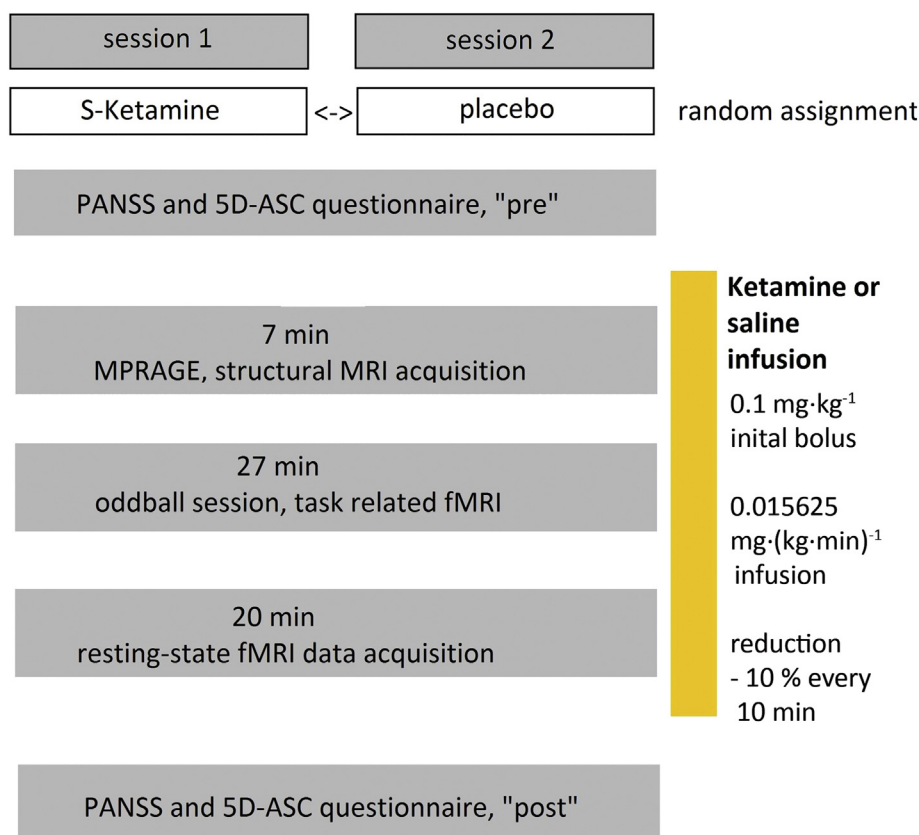 session 1
session 2
S-Ketamine
<->
placebo
random assignment
PANSS and 5D-ASC questionnaire, "pre"
7 min
MPRAGE, structural MRI acquisition
27 min
oddball session, task related fMRI
20 min
resting-state fMRI data acquisition
PANSS and 5D-ASC questionnaire, "post"
Ketamine or
saline
infusion
0.1 mg·kg⁻¹
inital bolus
0.015625
mg·(kg·min)⁻¹
infusion
reduction
- 10 % every
10 min